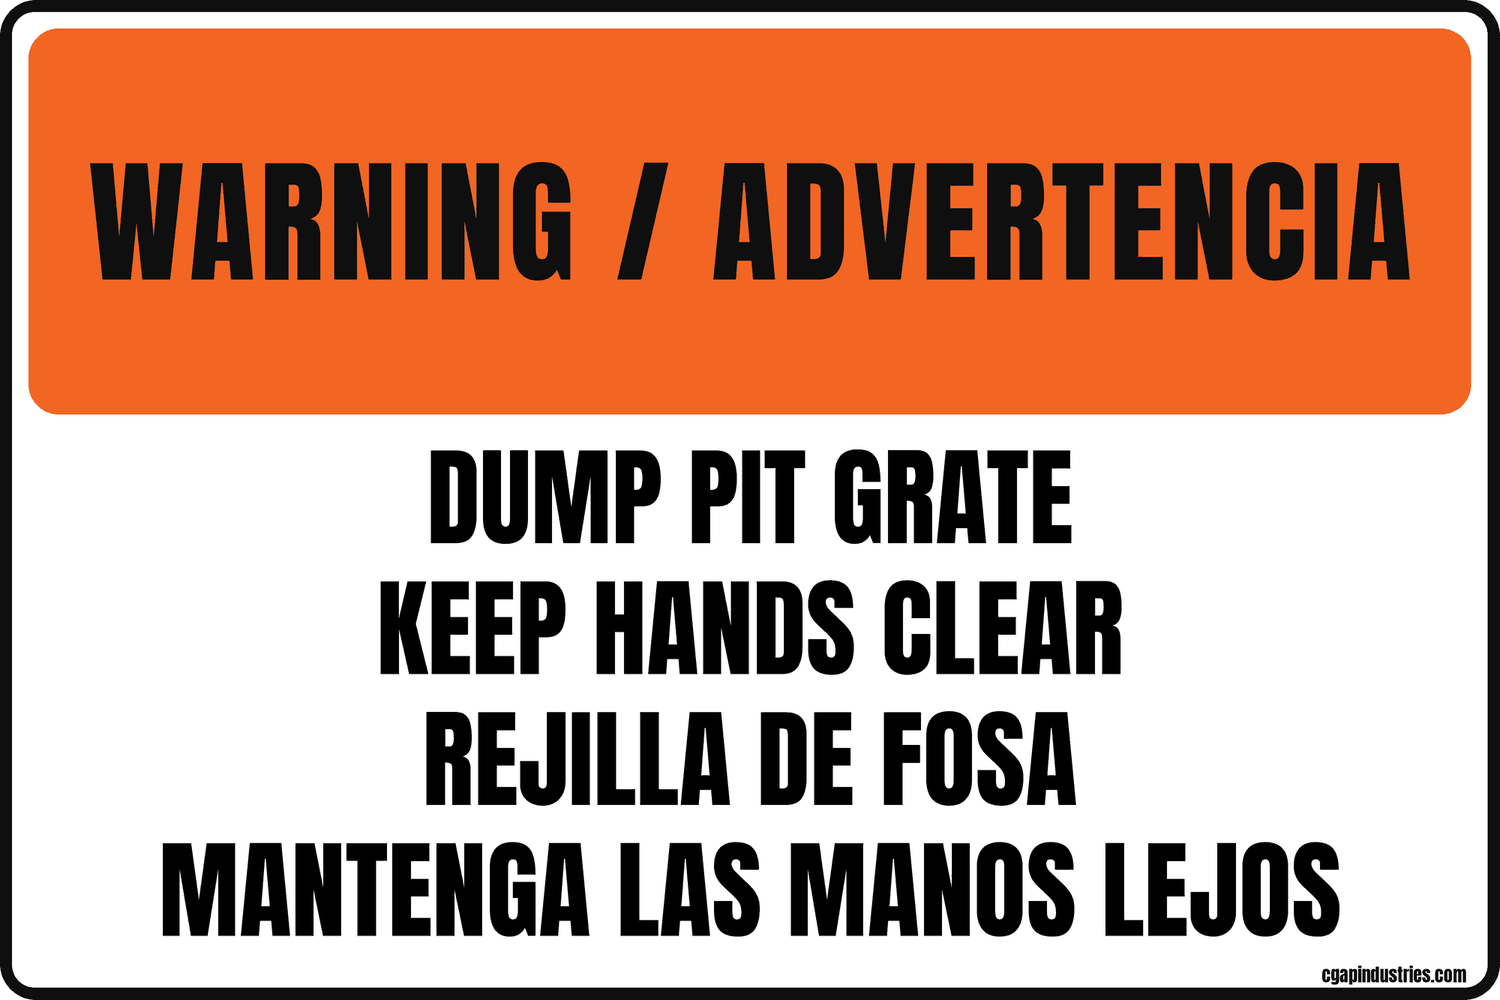 WARNING / ADVERTENCIA
DUMP PIT GRATE
KEEP HANDS CLEAR
REJILLA DE FOSA
MANTENGA LAS MANOS LEJOS
cgapindustries.com